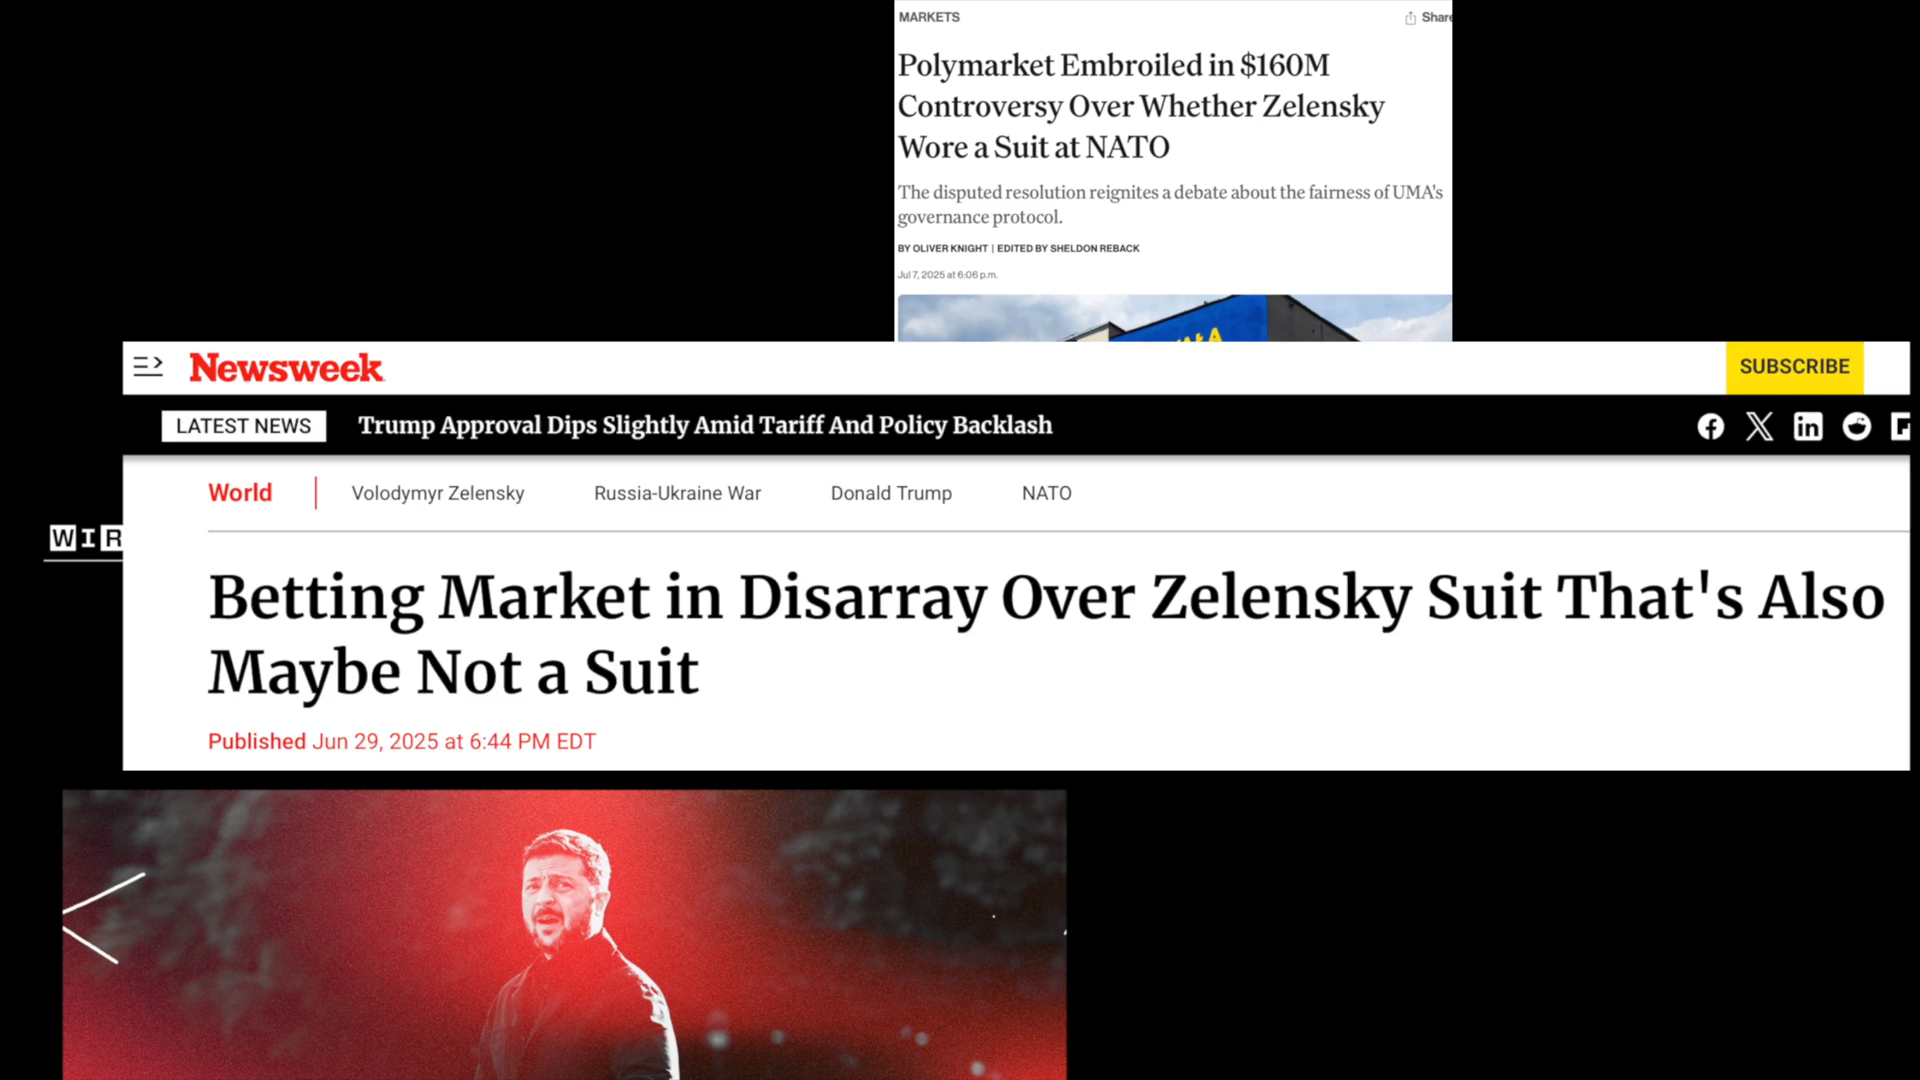 MARKETS
Share
Polymarket Embroiled in $160M
Controversy Over Whether Zelensky
Wore a Suit at NATO
The disputed resolution reignites a debate about the fairness of UMA's
governance protocol.
BY OLIVER KNIGHT | EDITED BY SHELDON REBACK
Jul 7, 2025 at 6:06 p.m.
Newsweek
SUBSCRIBE
LATEST NEWS
Trump Approval Dips Slightly Amid Tariff And Policy Backlash
World
Volodymyr Zelensky
Russia-Ukraine War
Donald Trump
NATO
WIR
Betting Market in Disarray Over Zelensky Suit That's Also
Maybe Not a Suit
Published Jun 29, 2025 at 6:44 PM EDT